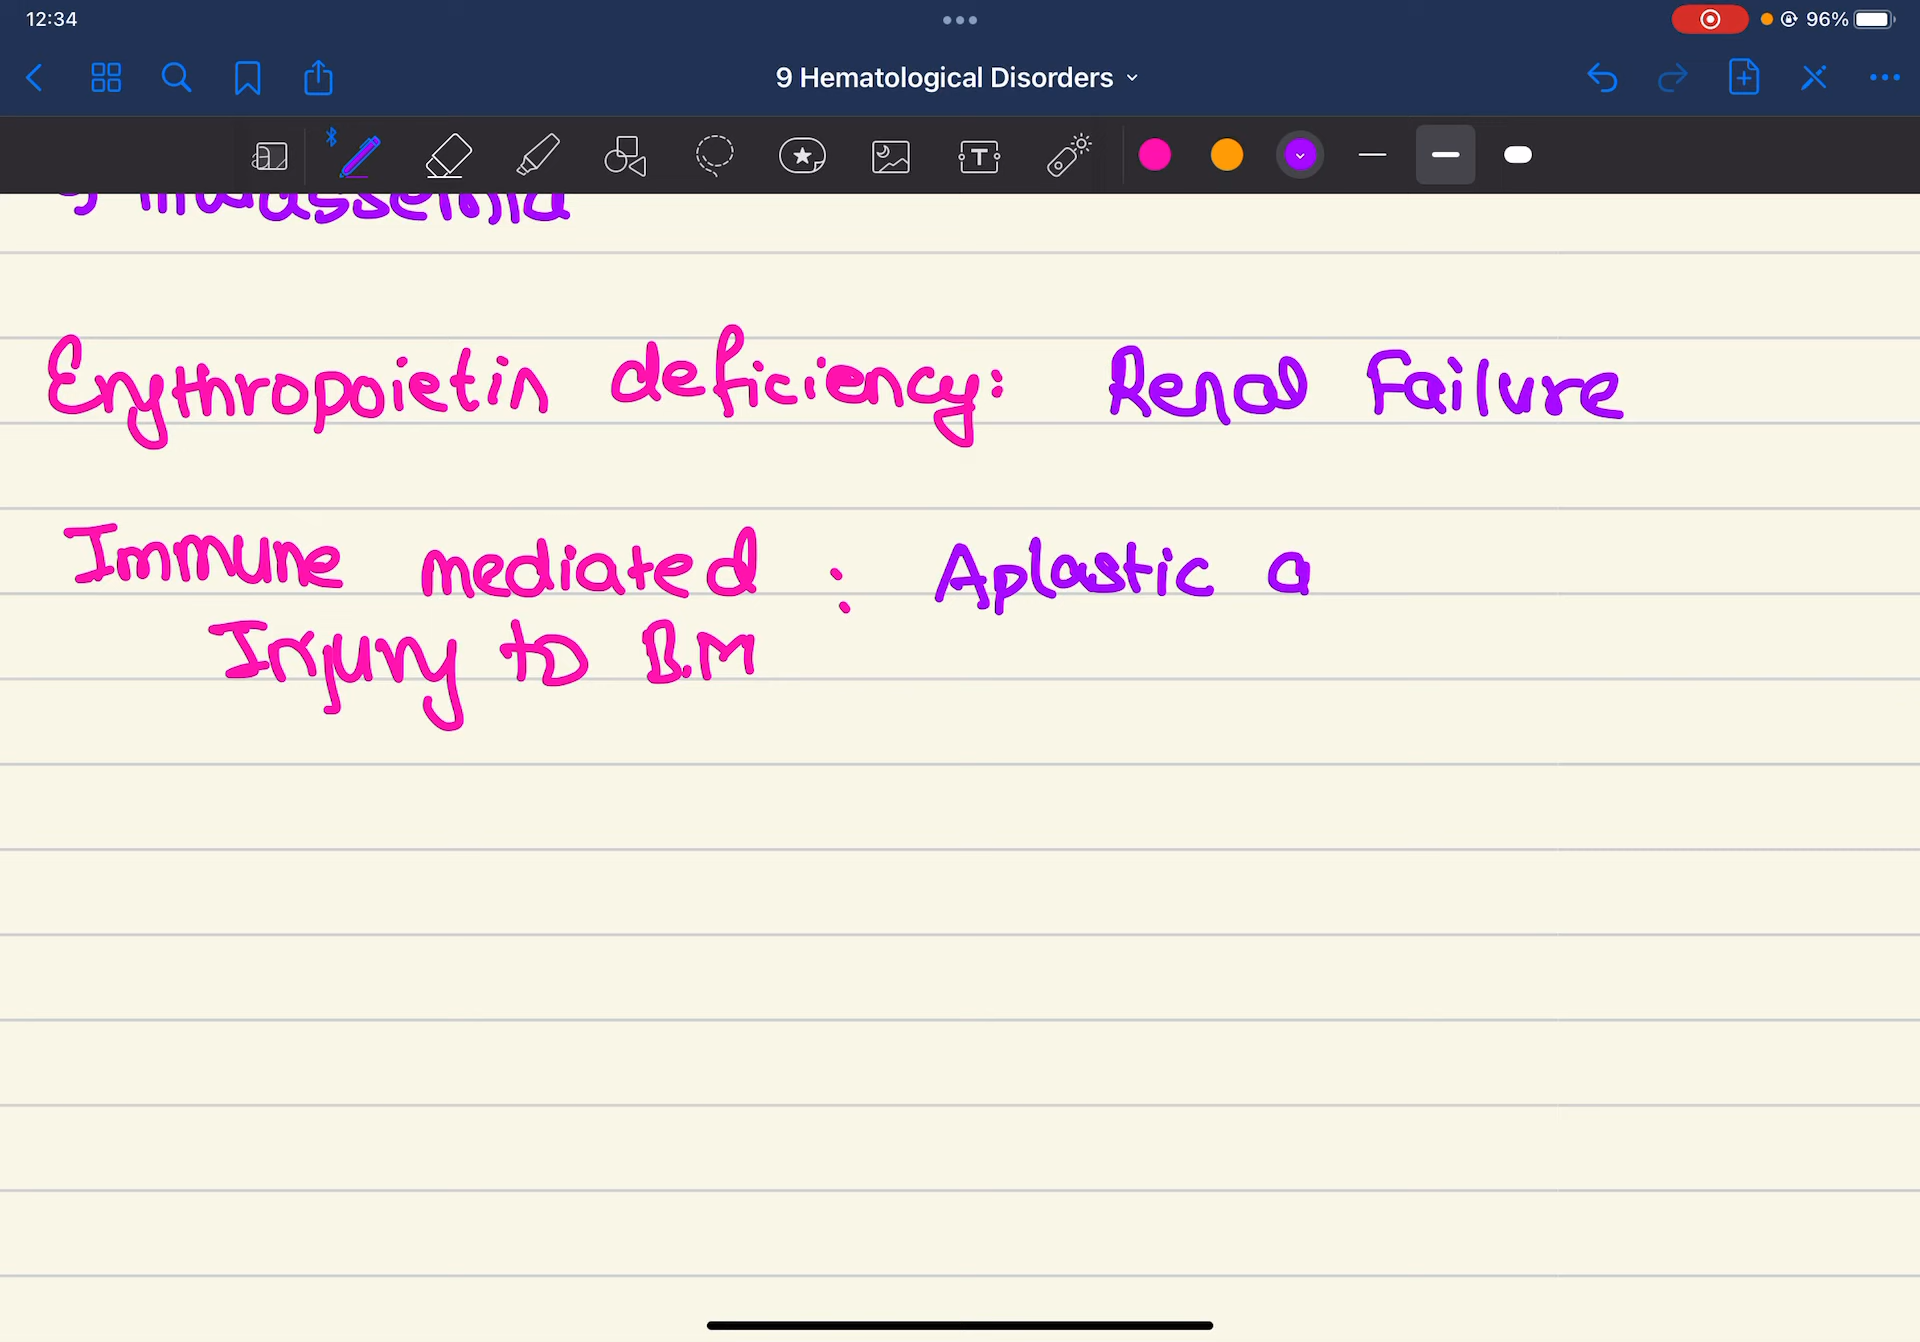 12:34
96%
9 Hematological Disorders
Erythropoietin deficiency: Renal Failure
Immune mediated : Aplastic a
Injury to B.M